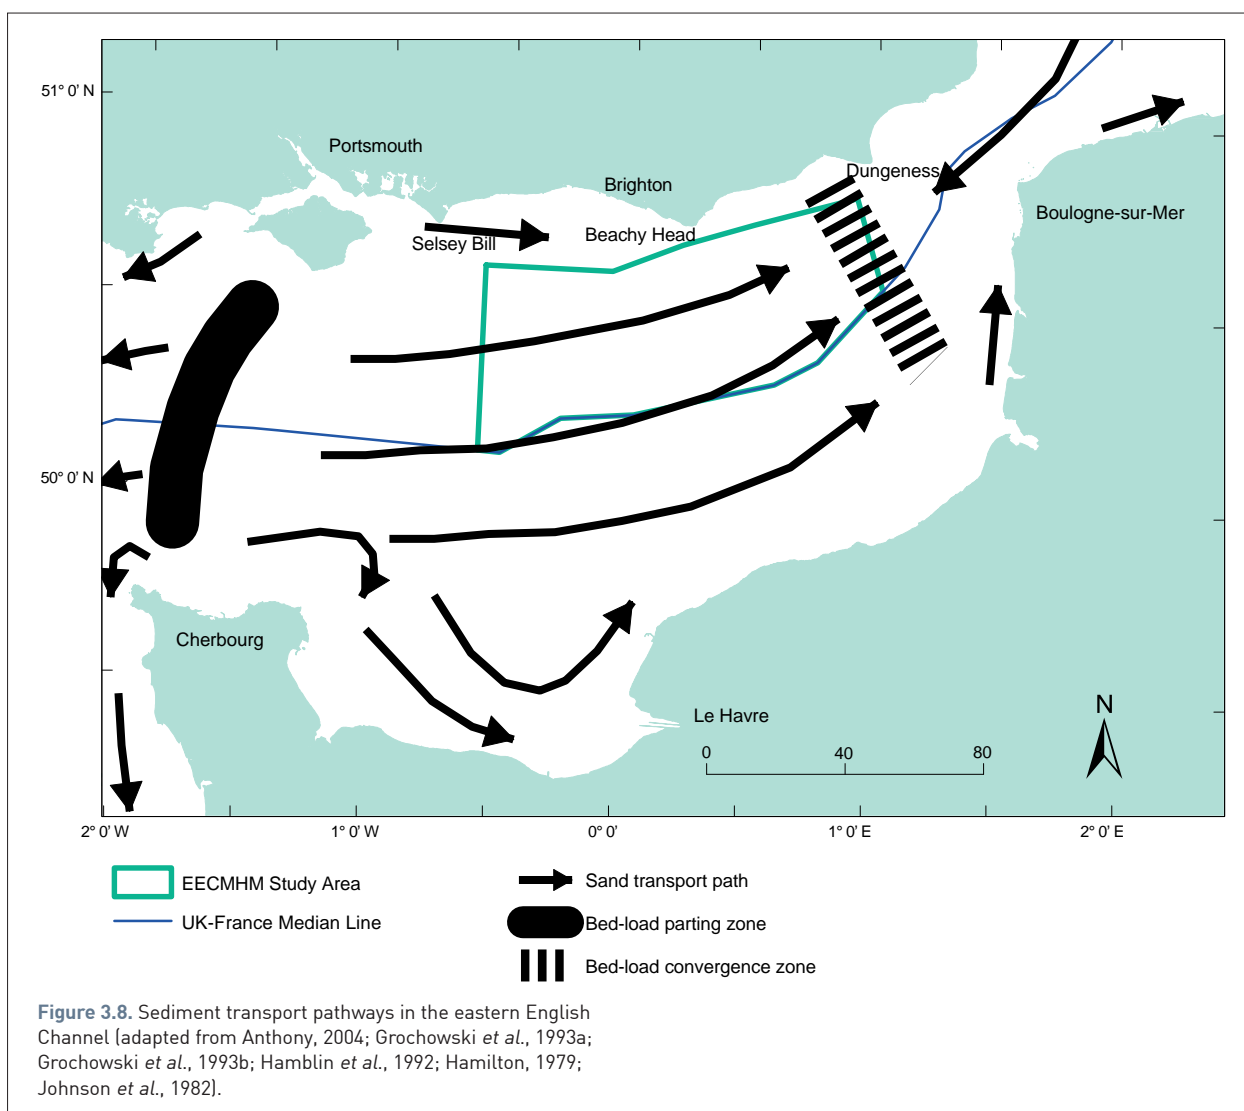 51° 0' N
Portsmouth
Brighton
Dungeness
Boulogne-sur-Mer
Selsey Bill
Beachy Head
50° 0' N
Cherbourg
Le Havre
N
0 40 80
2° 0' W 1° 0' W 0° 0' 1° 0' E 2° 0' E
EECMHM Study Area
UK-France Median Line
Sand transport path
Bed-load parting zone
Bed-load convergence zone
Figure 3.8. Sediment transport pathways in the eastern English
Channel (adapted from Anthony, 2004; Grochowski et al., 1993a;
Grochowski et al., 1993b; Hamblin et al., 1992; Hamilton, 1979;
Johnson et al., 1982).